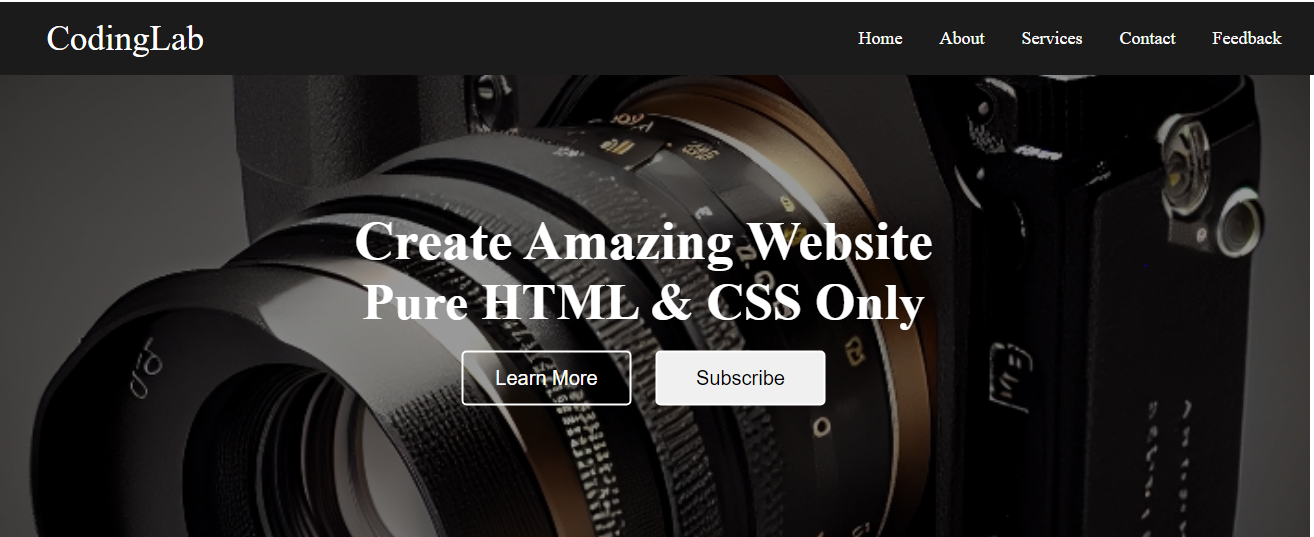 CodingLab
Home About Services Contact Feedback
Create Amazing Website
Pure HTML & CSS Only
Learn More Subscribe